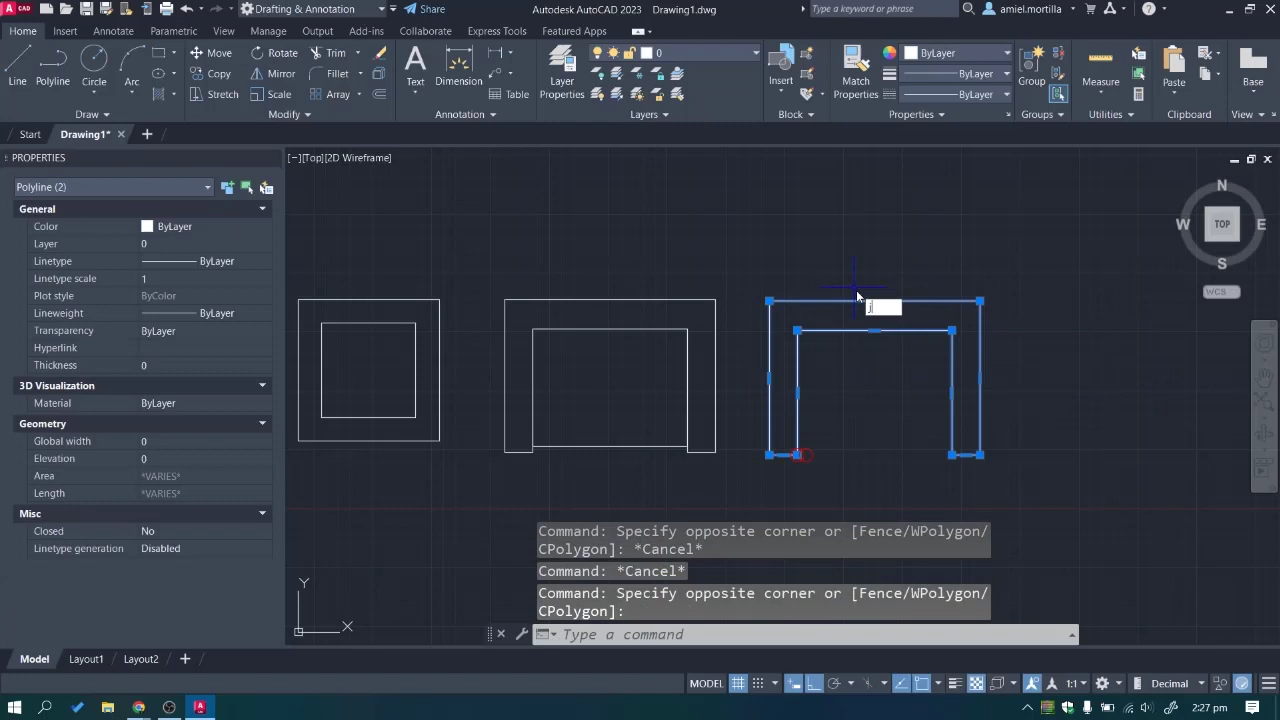 CAD
Drafting & Annotation
Share
Autodesk AutoCAD 2023 Drawing1.dwg
Type a keyword or phrase
amiel.mortilla
Home Insert Annotate Parametric View Manage Output Add-ins Collaborate Express Tools Featured Apps
Line Polyline Circle Arc
Move Rotate Trim
Copy Mirror Fillet
Stretch Scale Array
Text Dimension Table
Layer
Properties
0
Insert
Match
Properties
ByLayer
ByLayer
ByLayer
Group
Measure
Paste
Base
Draw Modify Annotation Layers Block Properties Groups Utilities Clipboard View
Start Drawing1*
PROPERTIES
Polyline (2)
General
Color ByLayer
Layer 0
Linetype ByLayer
Linetype scale 1
Plot style ByColor
Lineweight ByLayer
Transparency ByLayer
Hyperlink
Thickness 0
3D Visualization
Material ByLayer
Geometry
Global width 0
Elevation 0
Area *VARIES*
Length *VARIES*
Misc
Closed No
Linetype generation Disabled
[−][Top][2D Wireframe]
N
W TOP E
S
WCS
j
Command: Specify opposite corner or [Fence/WPolygon/
CPolygon]: *Cancel*
Command: *Cancel*
Command: Specify opposite corner or [Fence/WPolygon/
CPolygon]:
Type a command
Y
X
Model Layout1 Layout2
MODEL 1:1 Decimal
2:27 pm